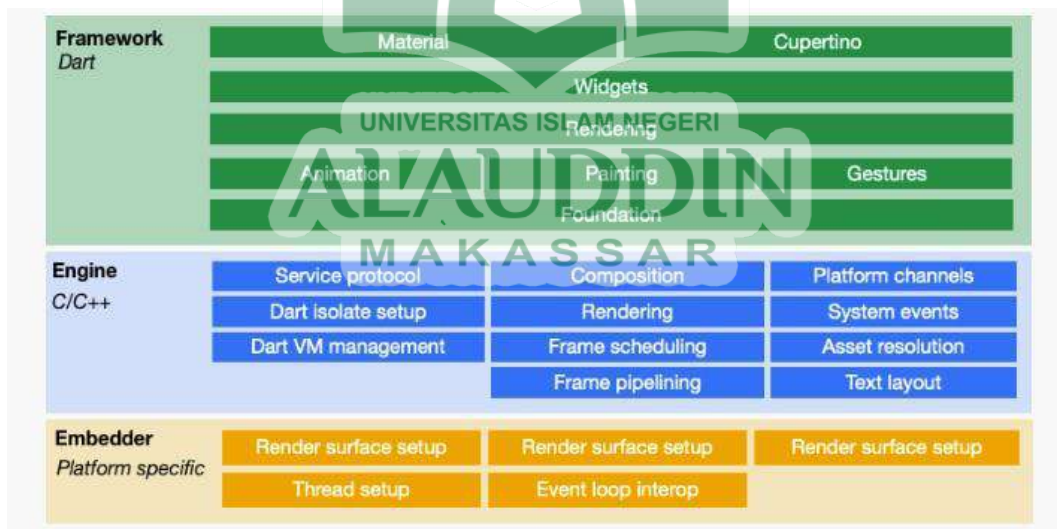 Framework
Dart
Material Cupertino
Widgets
UNIVERSITAS ISLAM NEGERI
Rendering
Animation Painting Gestures
ALAUDDIN
Foundation
MAKASSAR
Engine
C/C++
Service protocol Composition Platform channels
Dart isolate setup Rendering System events
Dart VM management Frame scheduling Asset resolution
Frame pipelining Text layout
Embedder
Platform specific
Render surface setup Render surface setup Render surface setup
Thread setup Event loop interop